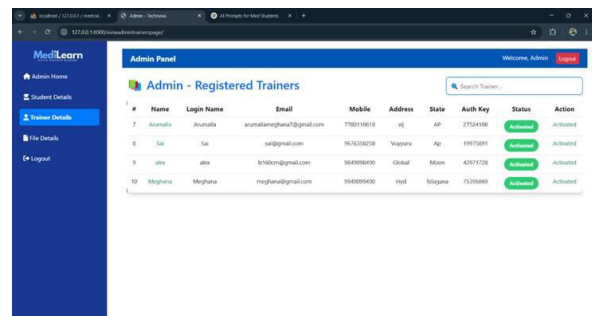 localhost / 127.0.0.1 / medical
Admin - Technova
AI Prompts for Med Students
127.0.0.1:8000/viewadmintrainerspage/
MediLearn
Admin Panel
Welcome, Admin
Logout
Admin Home
Student Details
Trainer Details
File Details
Logout
Admin - Registered Trainers
Search Trainer...
# Name Login Name Email Mobile Address State Auth Key Status Action
7 Arumalla Arumalla arumallameghana7@gmail.com 7780110618 vij AP 27524188 Activated Activated
8 Sai Sai sai@gmail.com 9676358258 Vuyyuru Ap 19975891 Activated Activated
9 alex alex lx160cm@gmail.com 9849098490 Global Moon 42971728 Activated Activated
10 Meghana Meghana meghana@gmail.com 9949099490 Hyd Telagana 75395869 Activated Activated